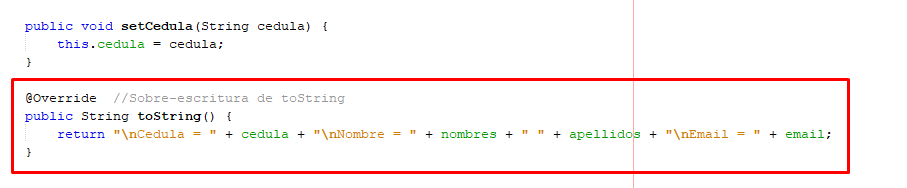 public void setCedula(String cedula) {
    this.cedula = cedula;
}
@Override  //Sobre-escritura de toString
public String toString() {
    return "\nCedula = " + cedula + "\nNombre = " + nombres + " " + apellidos + "\nEmail = " + email;
}